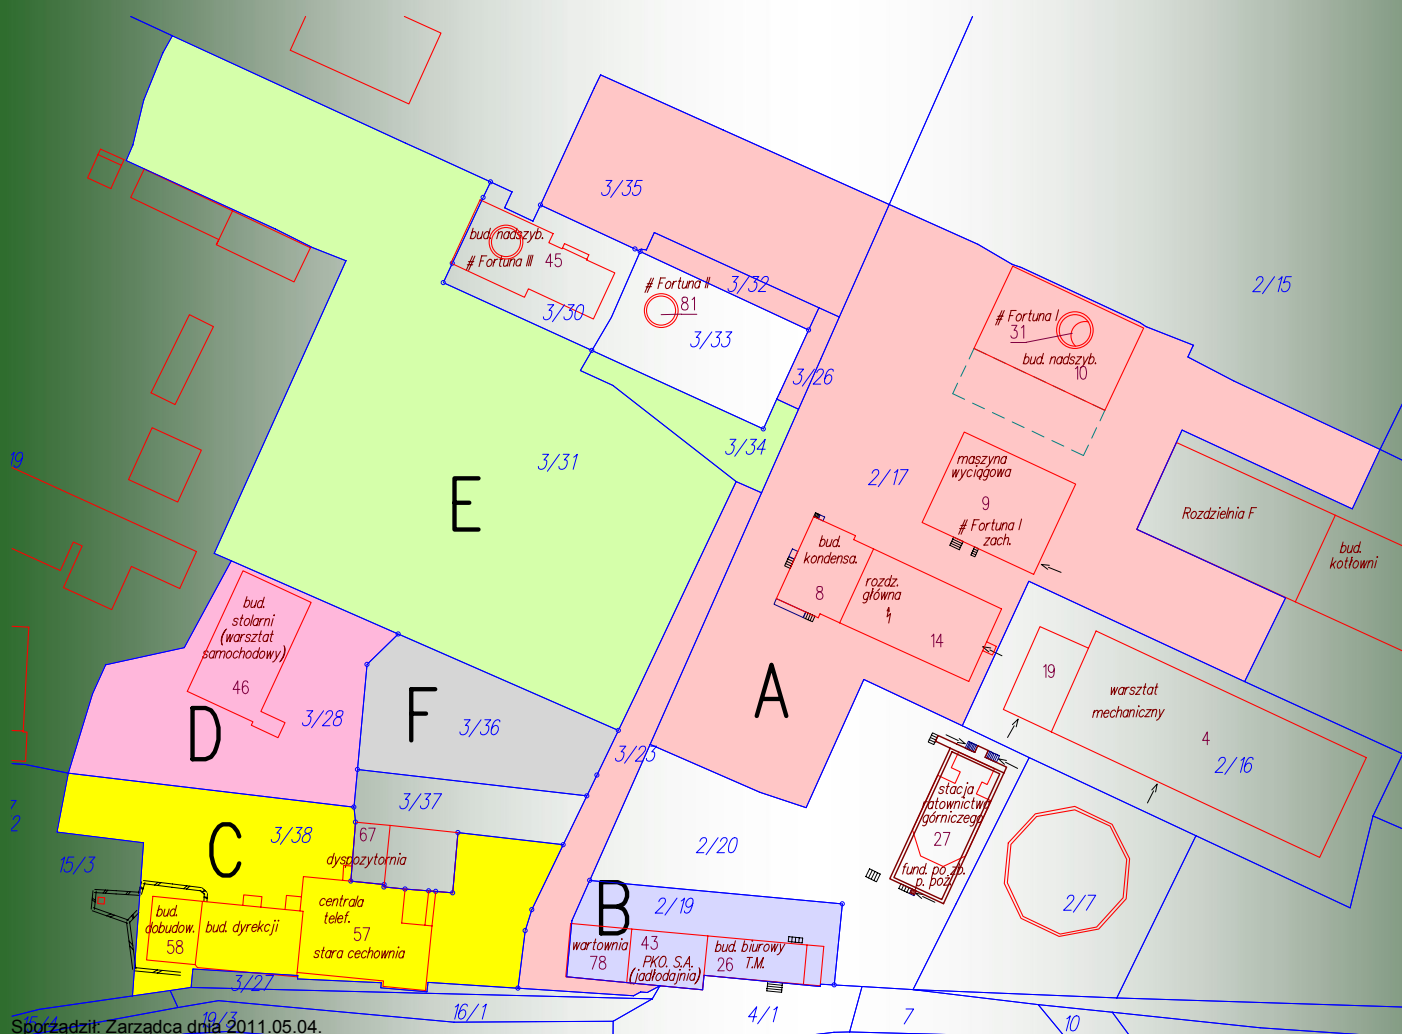 3/35
bud. nadszyb.
# Fortuna III
45
3/30
# Fortuna II
81
3/32
3/33
2/15
# Fortuna I
31
bud. nadszyb.
10
3/26
3/34
3/31
E
2/17
maszyna
wyciągowa
9
# Fortuna I
zach.
Rozdzielnia F
bud.
kotłowni
19
bud.
kondensa.
8
rozdz.
główna
14
bud.
stolarni
(warsztat
samochodowy)
46
3/28
D
F
3/36
A
3/23
19
warsztat
mechaniczny
4
2/16
3/37
67
dyspozytornia
3/38
C
2/20
stacja
ratownictwa
górniczego
27
fund. po zb.
p. poż.
2/7
15/3
bud.
dobudow.
58
bud. dyrekcji
centrala
telef.
57
stara cechownia
B
2/19
wartownia
78
43
PKO. S.A.
(jadłodajnia)
bud. biurowy
26 T.M.
3/27
16/1
4/1
7
10
15/4
19/3
Sporządził: Zarządca dnia 2011.05.04.